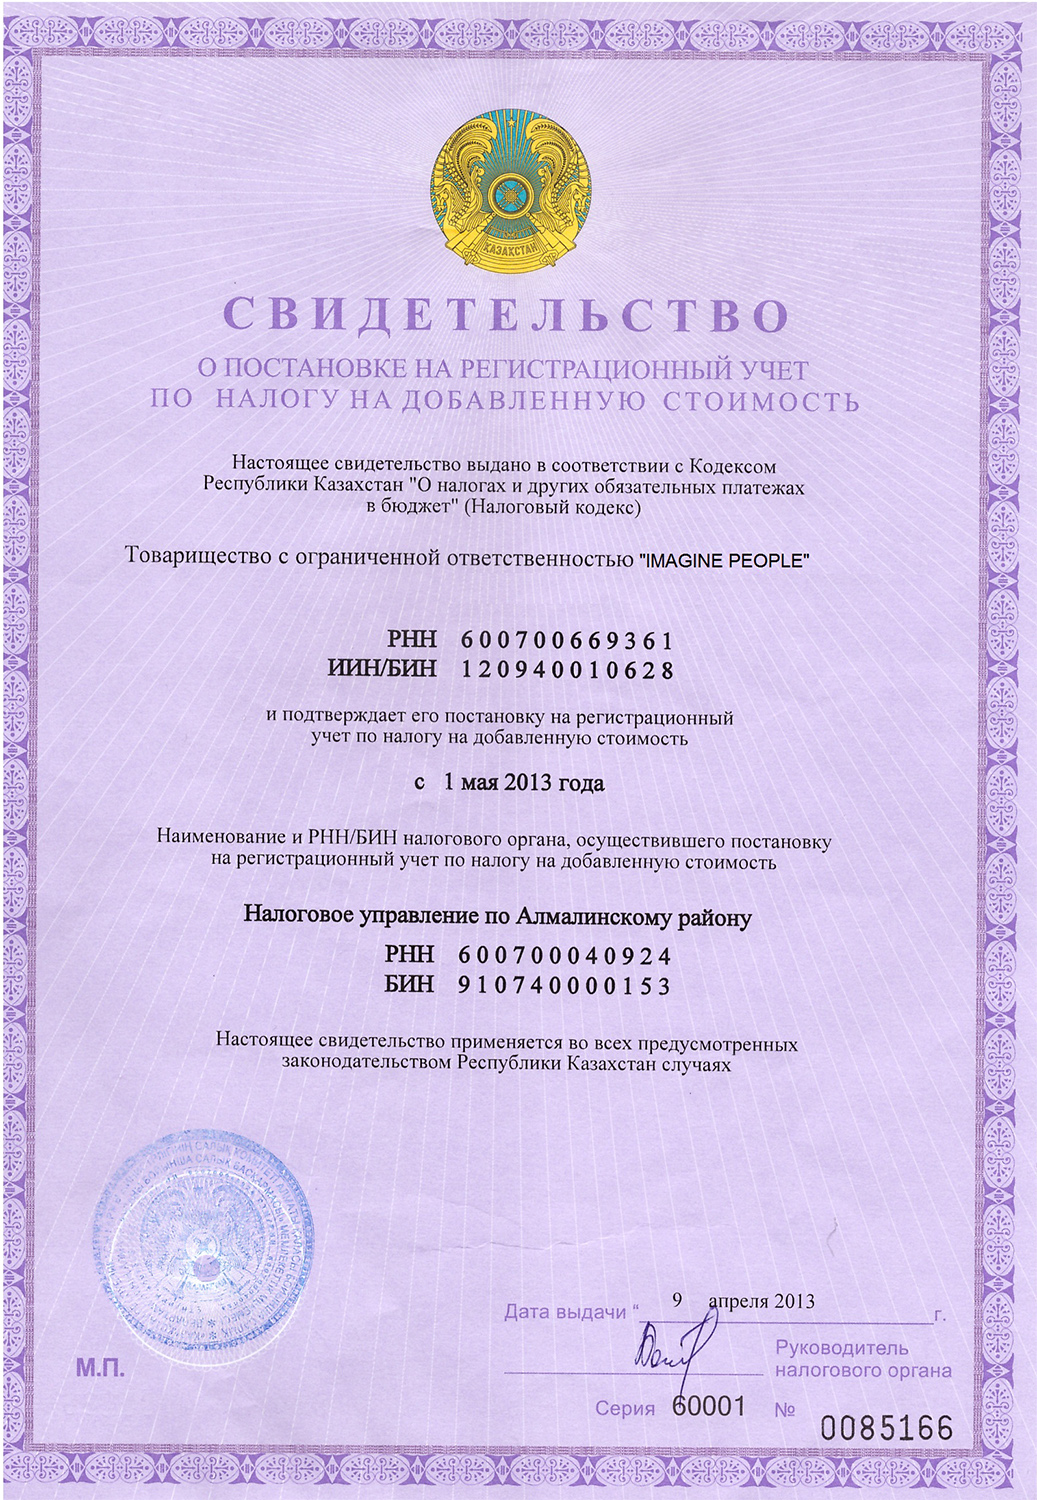 ҚАЗАҚСТАН
СВИДЕТЕЛЬСТВО
О ПОСТАНОВКЕ НА РЕГИСТРАЦИОННЫЙ УЧЕТ
ПО НАЛОГУ НА ДОБАВЛЕННУЮ СТОИМОСТЬ
Настоящее свидетельство выдано в соответствии с Кодексом
Республики Казахстан "О налогах и других обязательных платежах
в бюджет" (Налоговый кодекс)
Товарищество с ограниченной ответственностью "IMAGINE PEOPLE"
РНН 600700669361
ИИН/БИН 120940010628
и подтверждает его постановку на регистрационный
учет по налогу на добавленную стоимость
с 1 мая 2013 года
Наименование и РНН/БИН налогового органа, осуществившего постановку
на регистрационный учет по налогу на добавленную стоимость
Налоговое управление по Алмалинскому району
РНН 600700040924
БИН 910740000153
Настоящее свидетельство применяется во всех предусмотренных
законодательством Республики Казахстан случаях
Дата выдачи “ 9 апреля 2013 г.
Руководитель
налогового органа
М.П.
Серия 60001 № 0085166